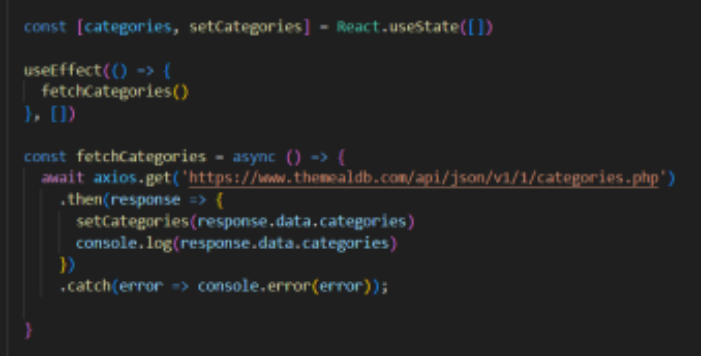 const [categories, setCategories] = React.useState([])
useEffect(() => {
fetchCategories()
}, [])
const fetchCategories = async () => {
await axios.get('https://www.themealdb.com/api/json/v1/1/categories.php')
.then(response => {
setCategories(response.data.categories)
console.log(response.data.categories)
})
.catch(error => console.error(error));
}